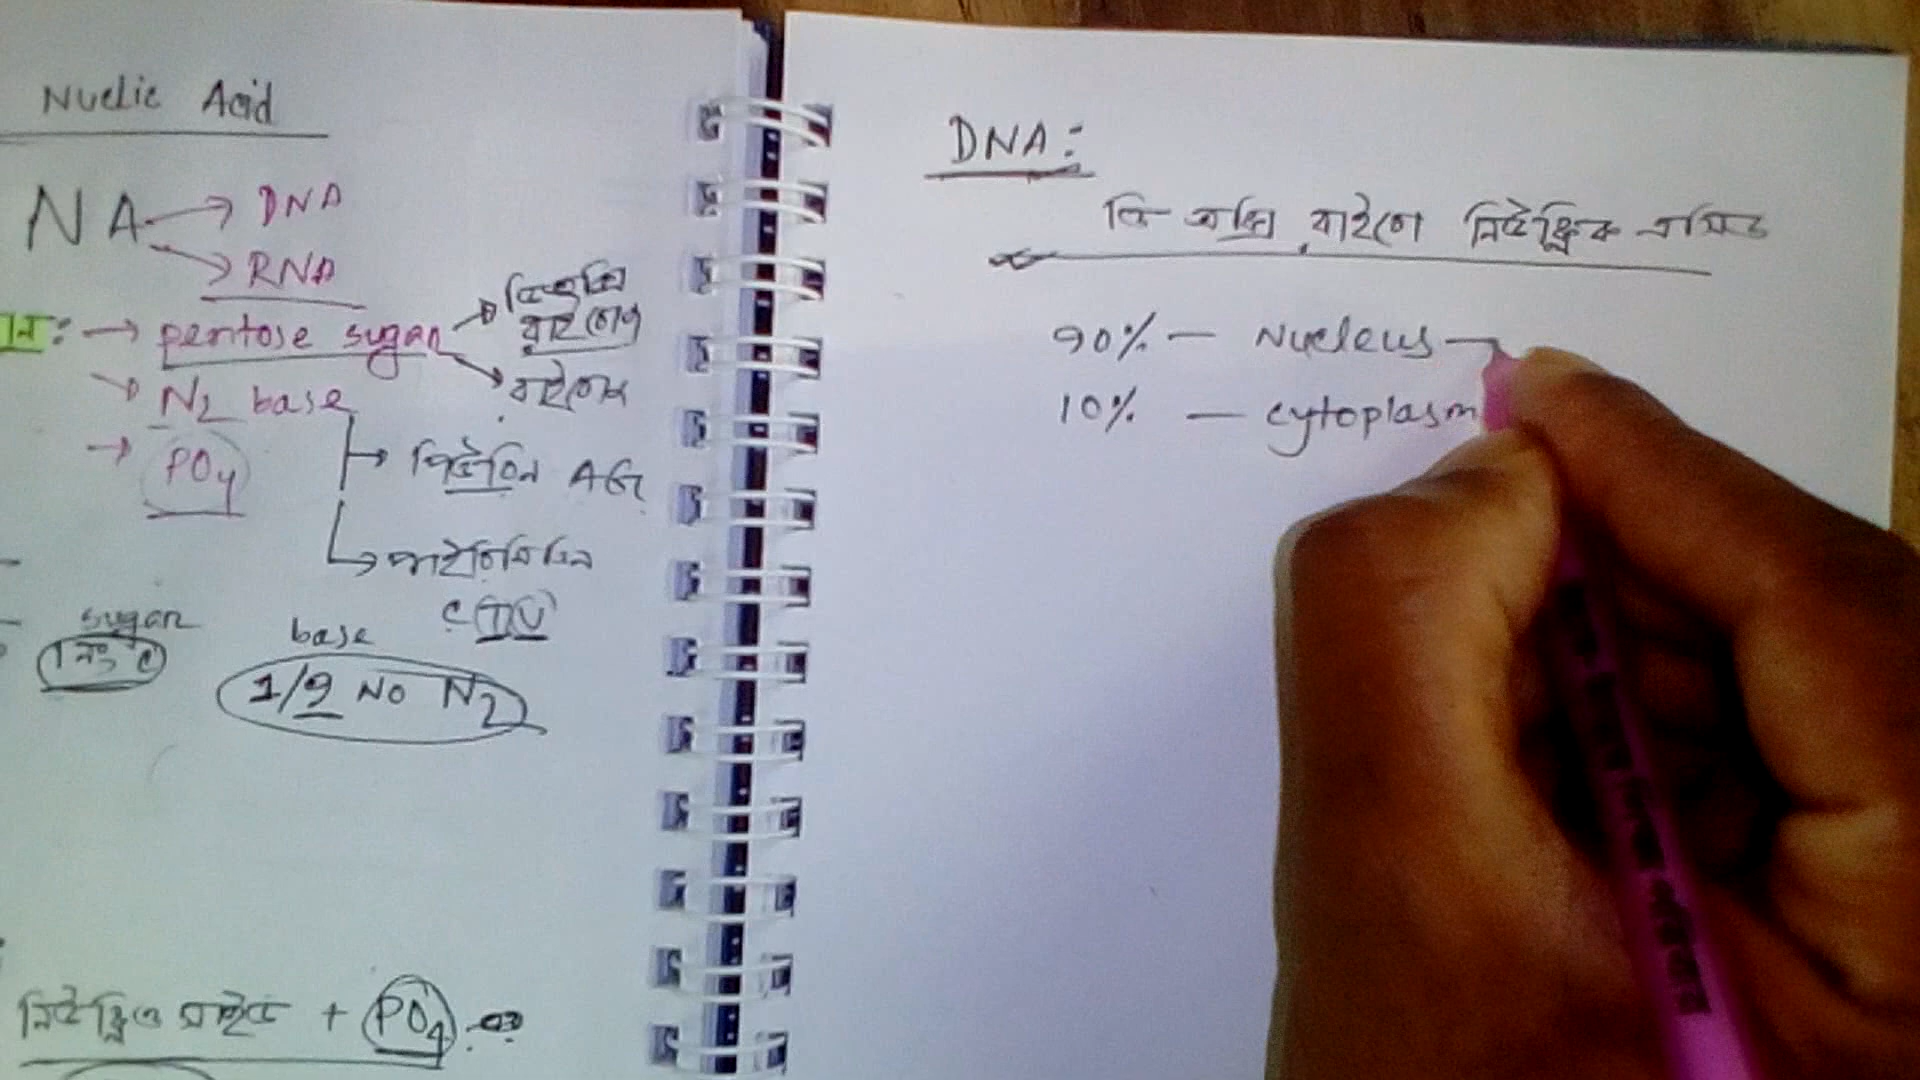 Nuclic Acid
NA → DNA
→ RNA
→ pentose sugar → ডিঅক্সি রাইবোজ
→ রাইবোজ
→ N2 base
→ পিউরিন AG
→ পাইরিমিডিন
C T U
→ PO4
sugar
1 নং C
base
1/9 NO N2
নিউক্লিওসাইড + PO4
DNA:
ডি অক্সি রাইবো নিউক্লিক এসিড
90% — Nucleus —
10% — cytoplasm